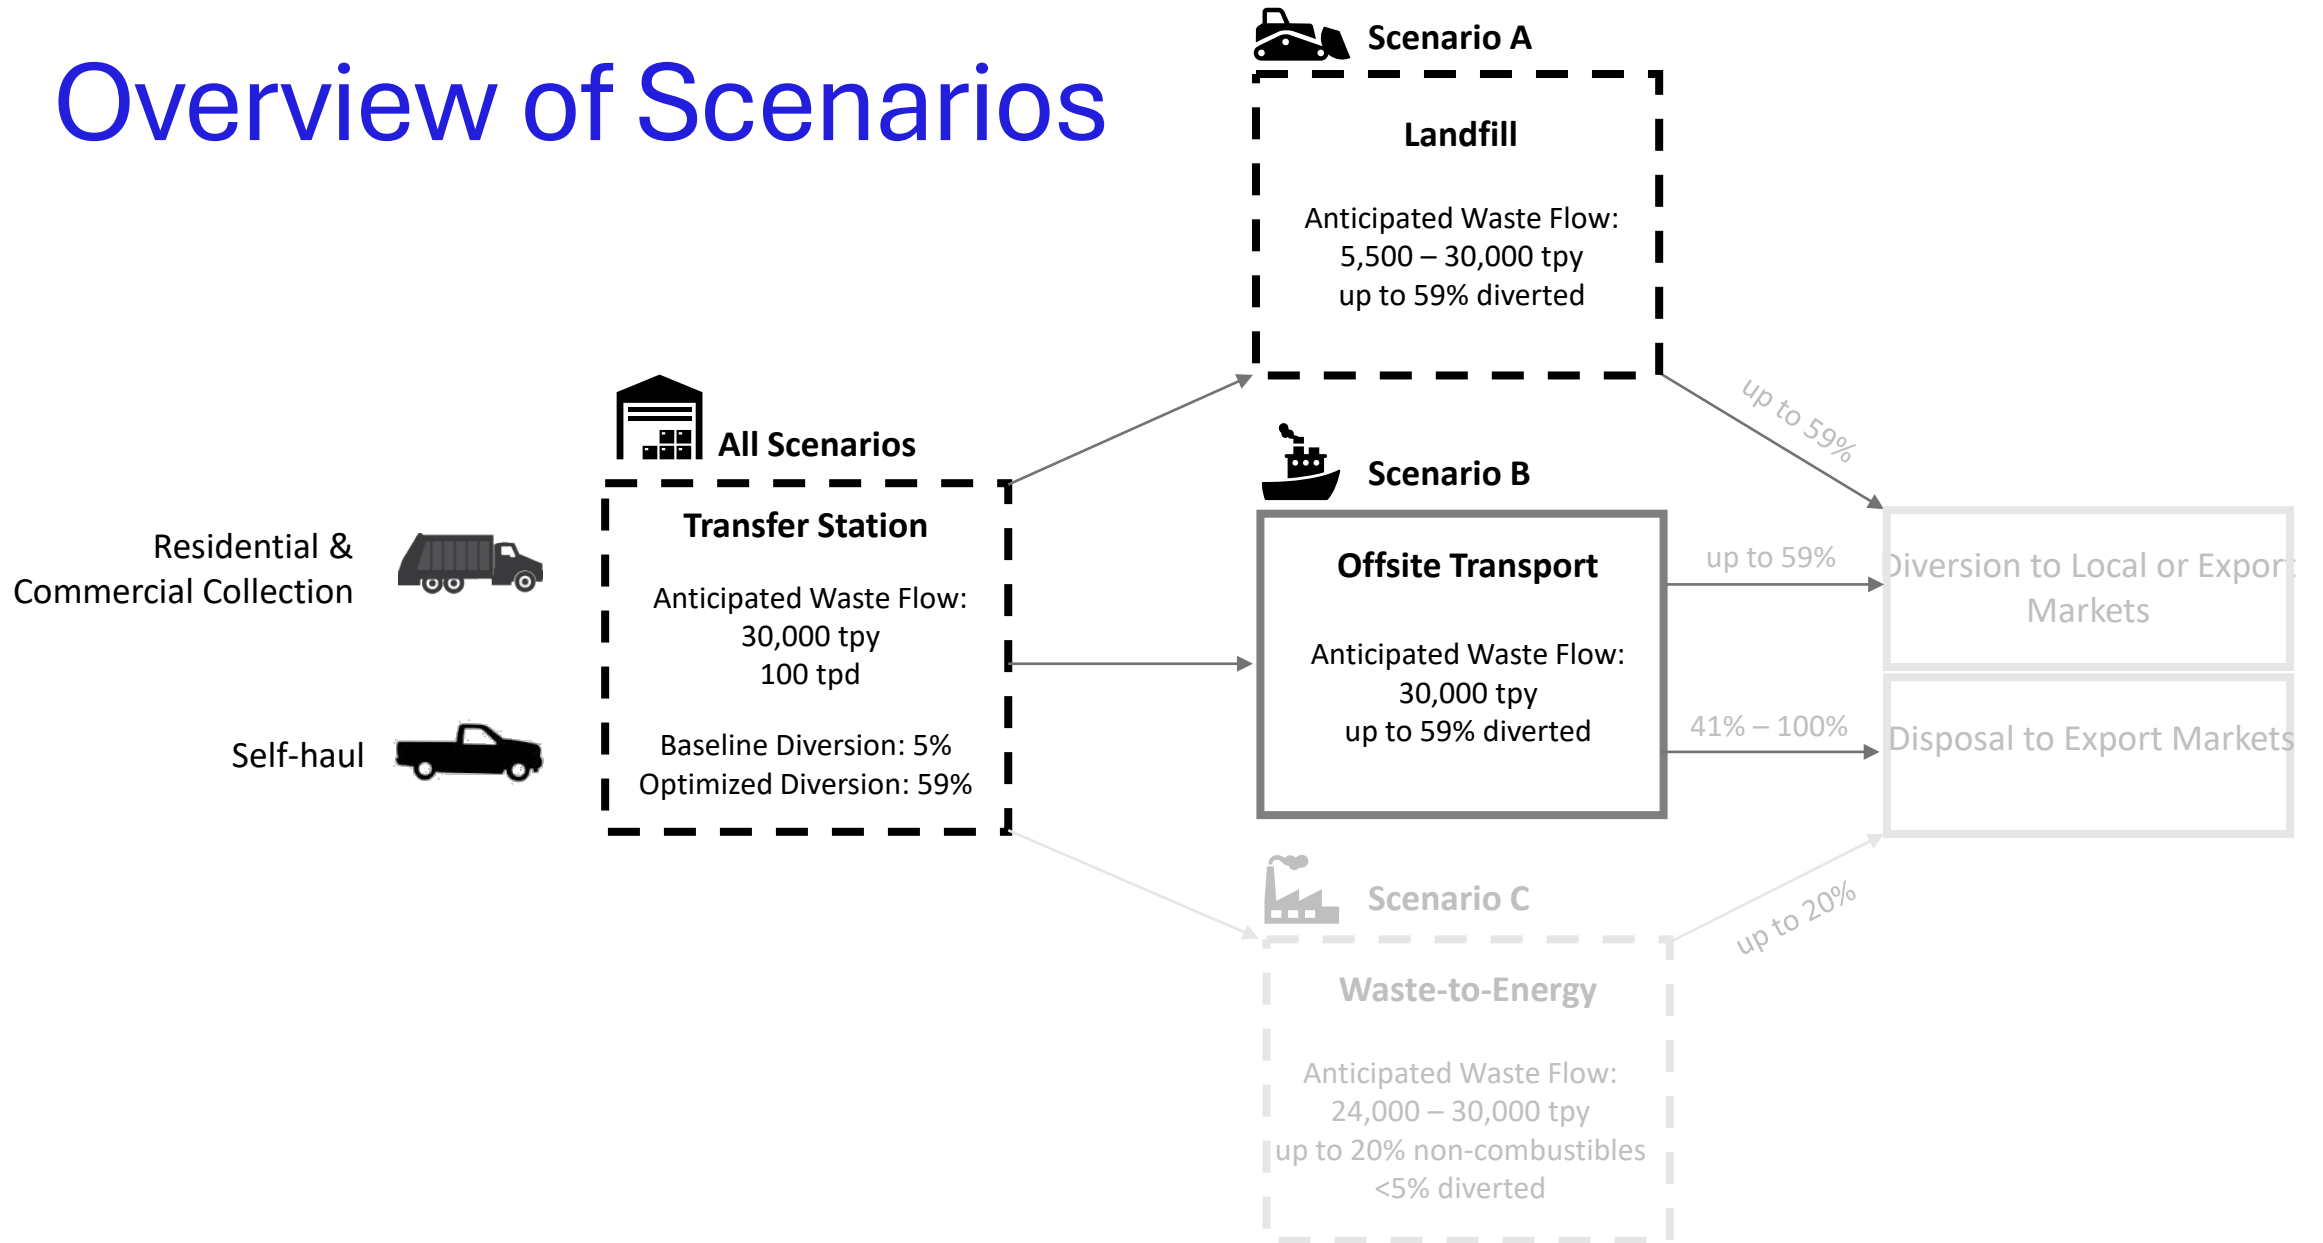 Overview of Scenarios
Scenario A
Landfill
Anticipated Waste Flow:
5,500 – 30,000 tpy
up to 59% diverted
All Scenarios
Transfer Station
Anticipated Waste Flow:
30,000 tpy
100 tpd
Baseline Diversion: 5%
Optimized Diversion: 59%
Residential &
Commercial Collection
Self-haul
Scenario B
Offsite Transport
Anticipated Waste Flow:
30,000 tpy
up to 59% diverted
up to 59%
up to 59%
41% – 100%
Diversion to Local or Export
Markets
Disposal to Export Markets
Scenario C
Waste-to-Energy
Anticipated Waste Flow:
24,000 – 30,000 tpy
up to 20% non-combustibles
<5% diverted
up to 20%